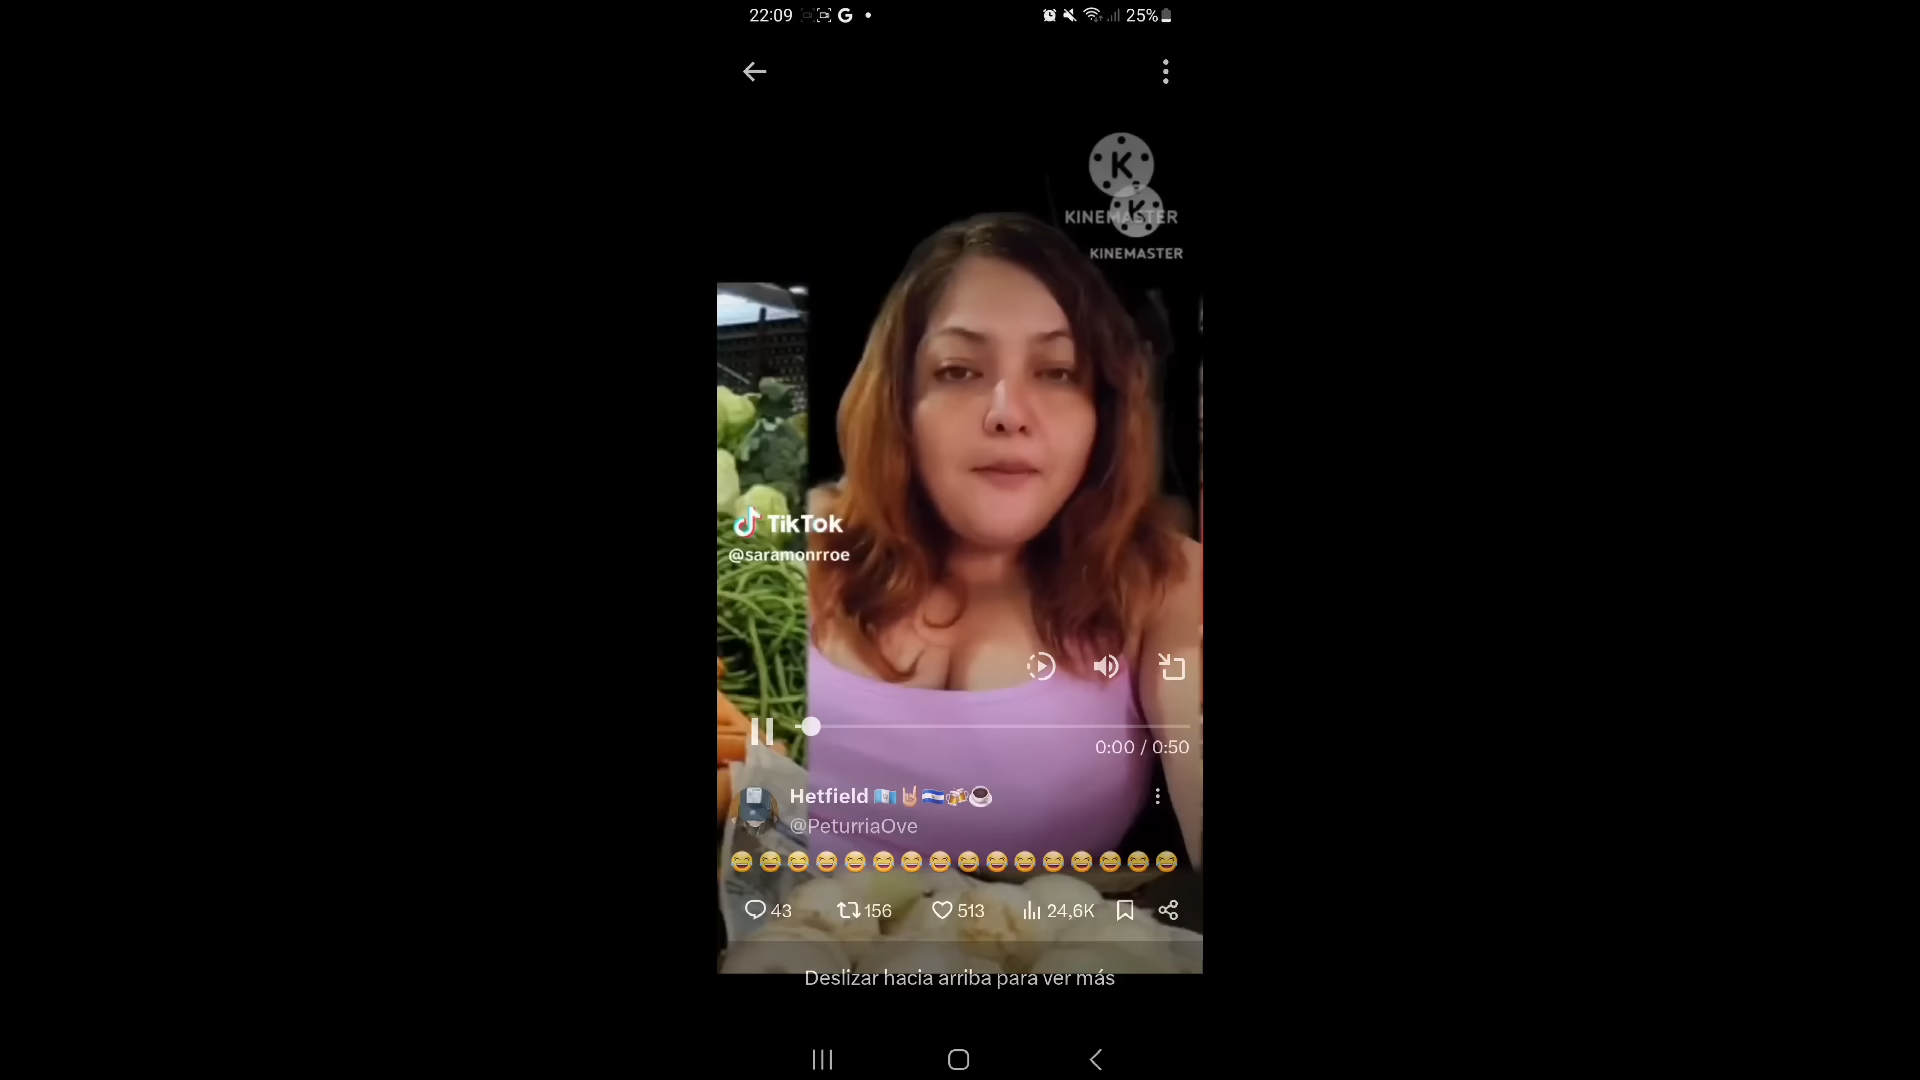 22:09 G 25%
K
KINEMASTER
K
KINEMASTER
TikTok
@saramonrroe
0:00 / 0:50
Hetfield 🇬🇹🤘🏼🇸🇻🍻☕
@PeturriaOve
😂😂😂😂😂😂😂😂😂😂😂😂😂😂😂😂
43 156 513 24,6K
Deslizar hacia arriba para ver más